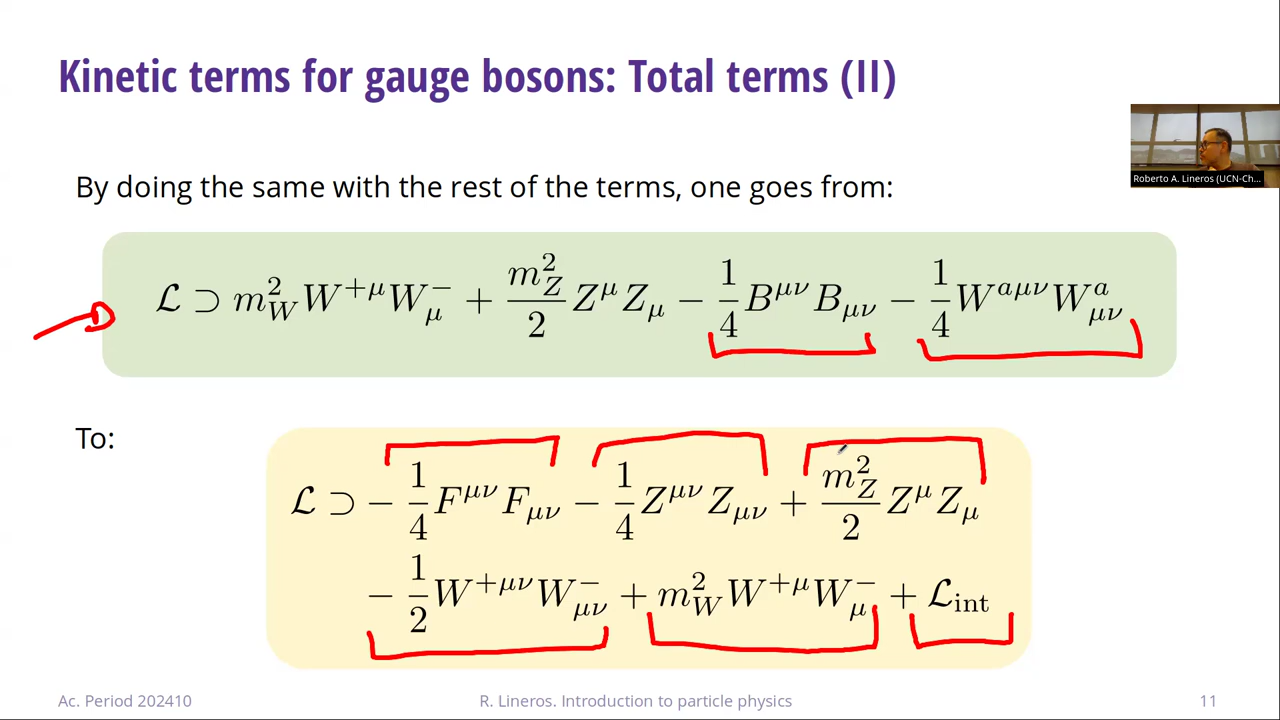 Kinetic terms for gauge bosons: Total terms (II)
Roberto A. Lineros (UCN-Ch...
By doing the same with the rest of the terms, one goes from:
ℒ ⊃ m²_W W^{+μ} W^-_μ + m²_Z/2 Z^μ Z_μ − 1/4 B^{μν} B_{μν} − 1/4 W^{aμν} W^a_{μν}
To:
ℒ ⊃ − 1/4 F^{μν} F_{μν} − 1/4 Z^{μν} Z_{μν} + m²_Z/2 Z^μ Z_μ
− 1/2 W^{+μν} W^-_{μν} + m²_W W^{+μ} W^-_μ + ℒ_int
Ac. Period 202410
R. Lineros. Introduction to particle physics
11